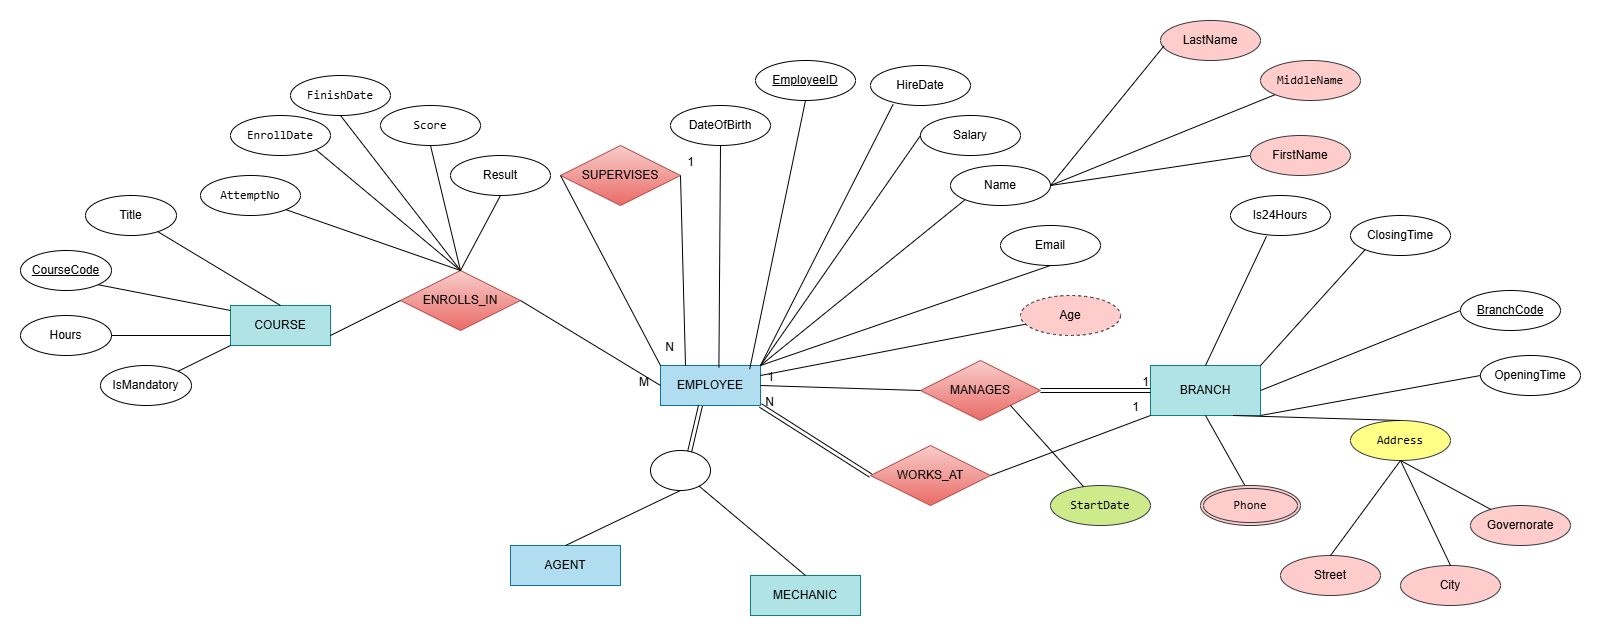 LastName
MiddleName
FirstName
EmployeeID
HireDate
FinishDate
Score
EnrollDate
DateOfBirth
Salary
SUPERVISES
1
Result
Name
AttemptNo
Title
Is24Hours
ClosingTime
Email
CourseCode
ENROLLS_IN
Age
BranchCode
COURSE
Hours
N
IsMandatory
M
EMPLOYEE
1
MANAGES
1
BRANCH
OpeningTime
N
1
Address
WORKS_AT
StartDate
Phone
Governorate
AGENT
MECHANIC
Street
City